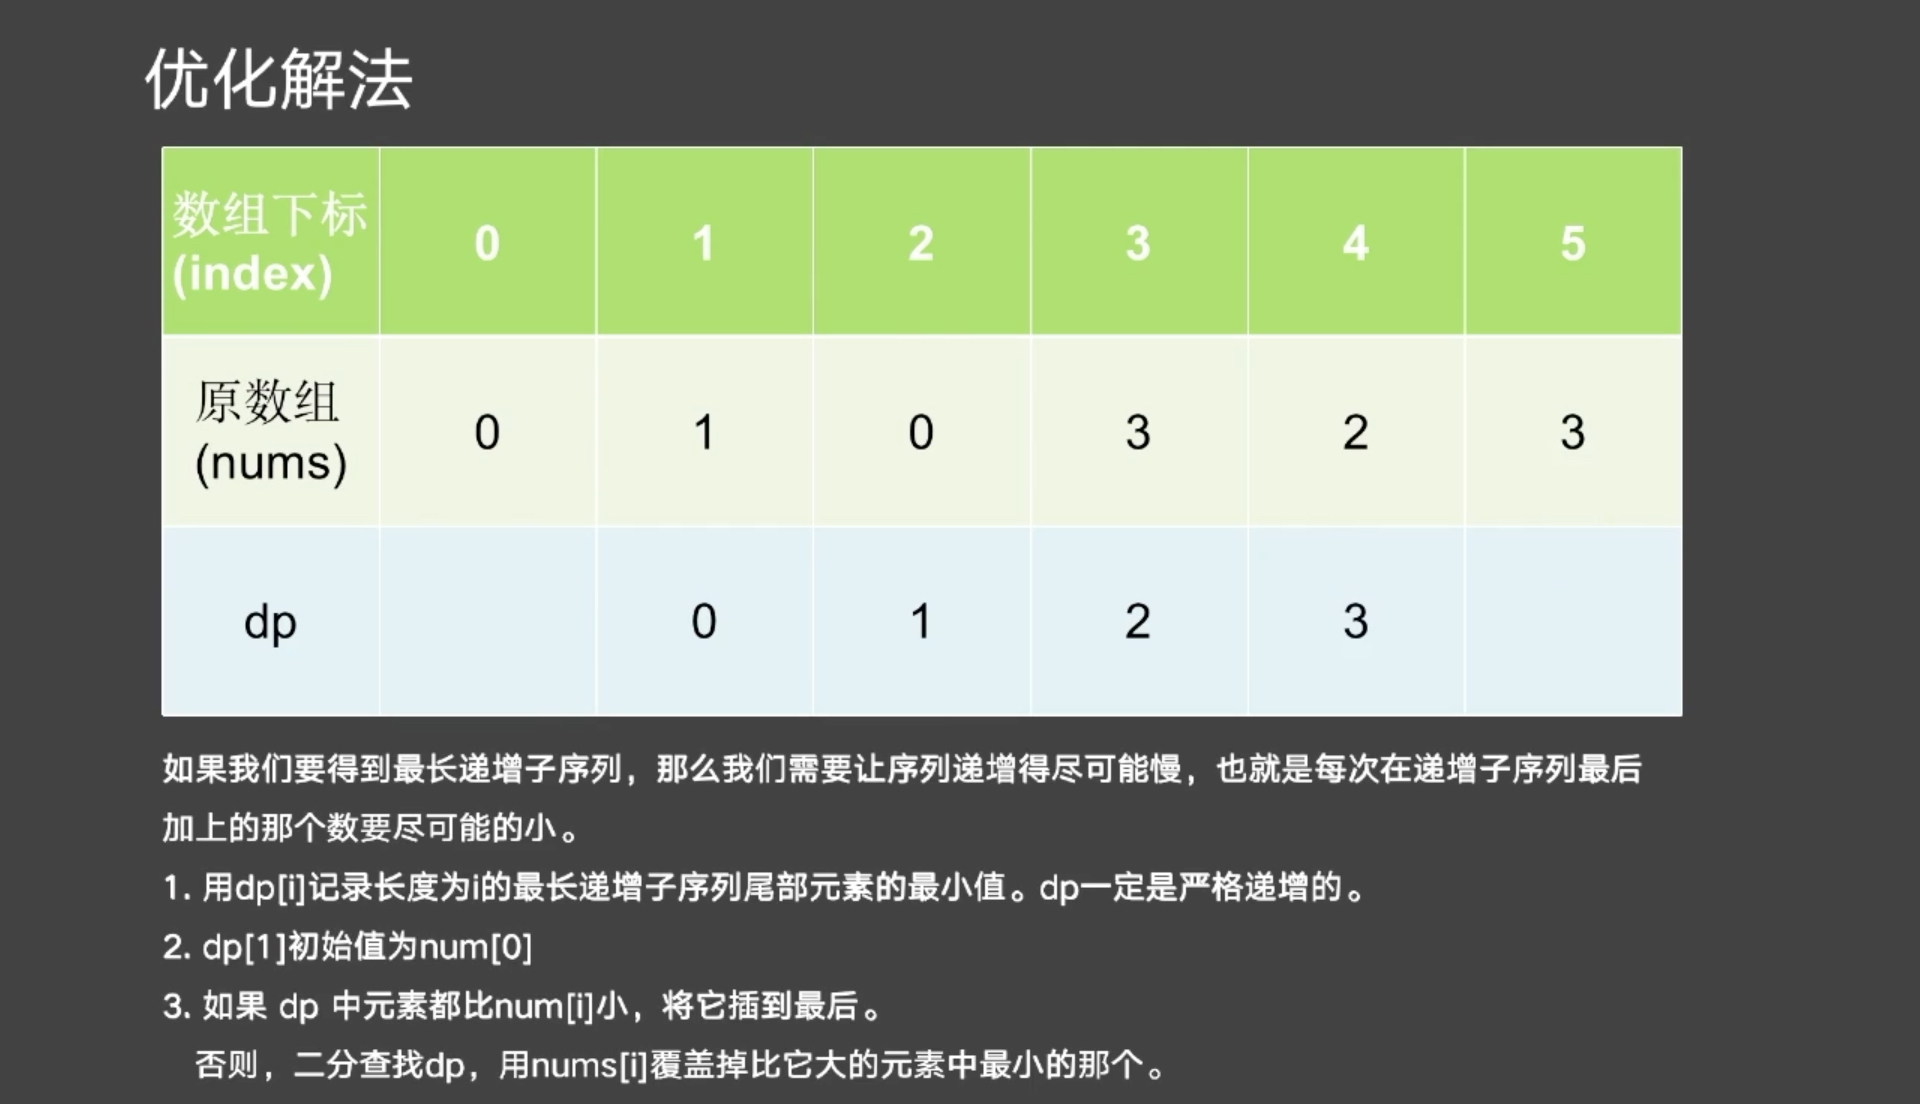 优化解法
数组下标 0 1 2 3 4 5
(index)
原数组 0 1 0 3 2 3
(nums)
dp 0 1 2 3
如果我们要得到最长递增子序列，那么我们需要让序列递增得尽可能慢，也就是每次在递增子序列最后
加上的那个数要尽可能的小。
1. 用dp[i]记录长度为i的最长递增子序列尾部元素的最小值。dp一定是严格递增的。
2. dp[1]初始值为num[0]
3. 如果 dp 中元素都比num[i]小，将它插到最后。
否则，二分查找dp，用nums[i]覆盖掉比它大的元素中最小的那个。